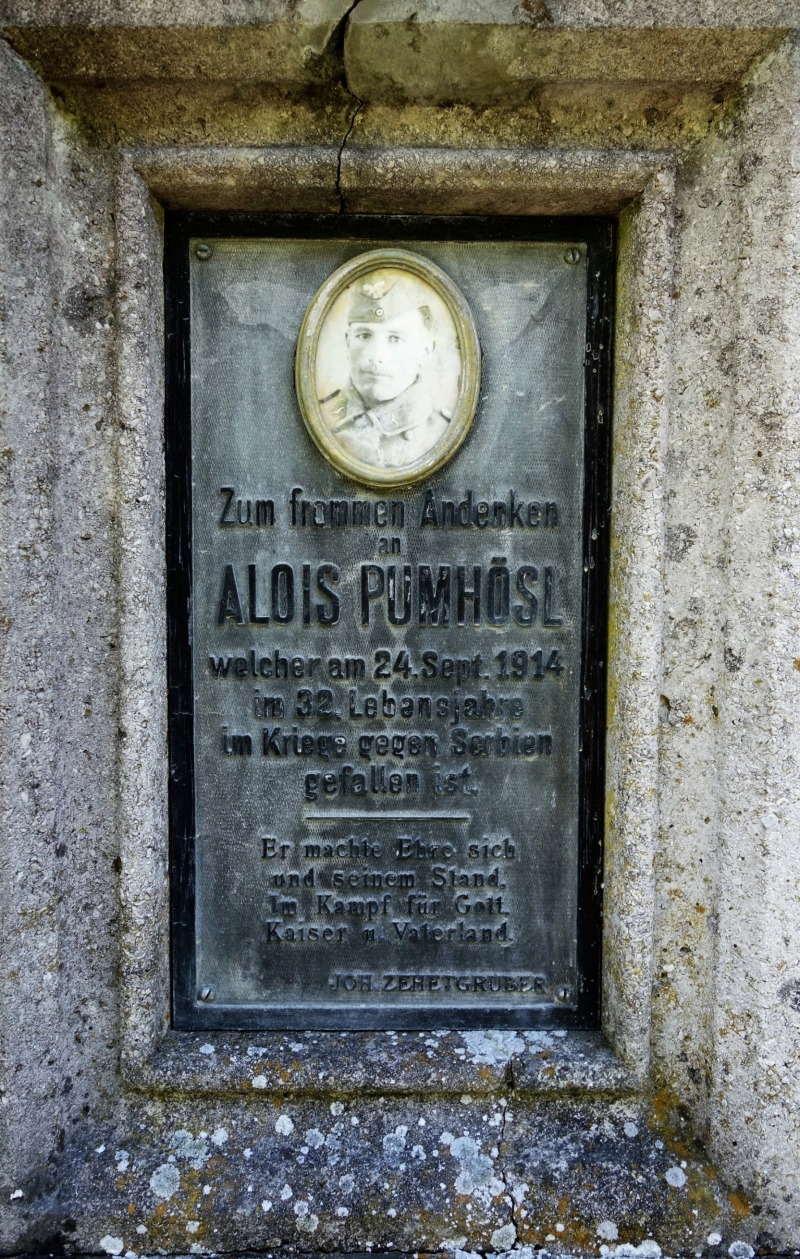 Zum frommen Andenken
an
ALOIS PUMHÖSL
welcher am 24. Sept. 1914
im 32. Lebensjahre
im Kriege gegen Serbien
gefallen ist.
Er machte Ehre sich
und seinem Stand,
Im Kampf für Gott,
Kaiser u. Vaterland.
JOH. ZEHETGRUBER